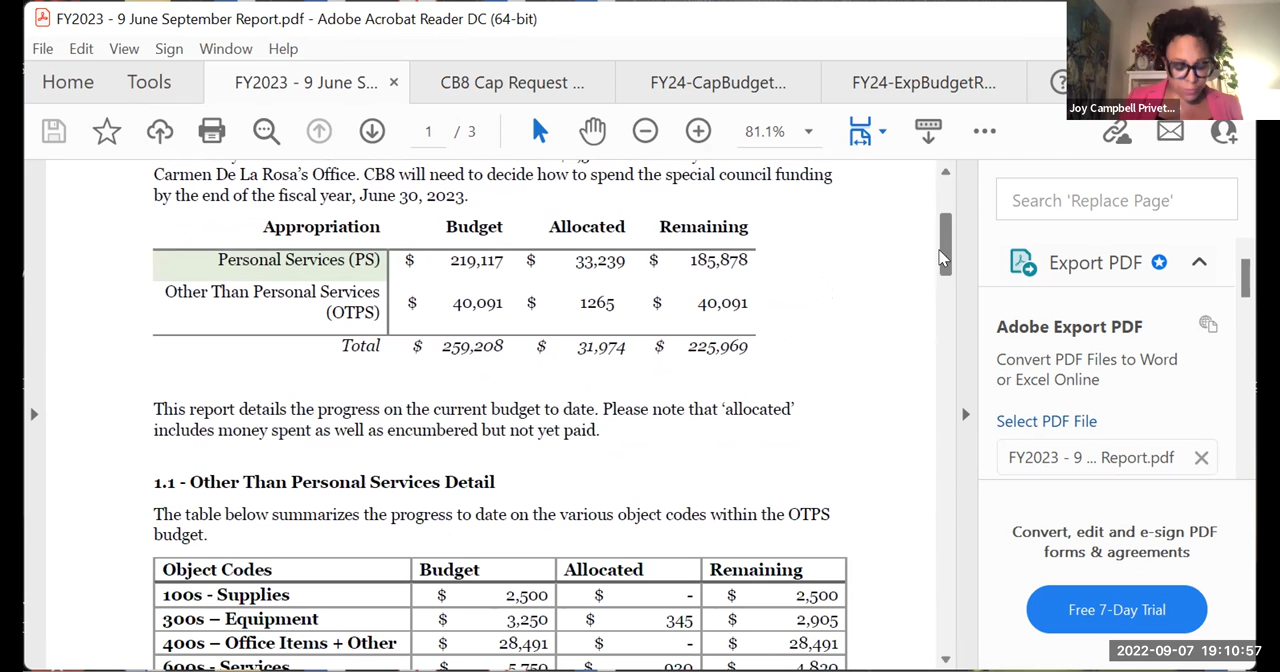 FY2023 - 9 June September Report.pdf - Adobe Acrobat Reader DC (64-bit)
File Edit View Sign Window Help
Home Tools FY2023 - 9 June S... × CB8 Cap Request ... FY24-CapBudget... FY24-ExpBudgetR...
Joy Campbell Privet...
1 / 3 81.1%
Carmen De La Rosa's Office. CB8 will need to decide how to spend the special council funding
by the end of the fiscal year, June 30, 2023.
Appropriation Budget Allocated Remaining
Personal Services (PS) $ 219,117 $ 33,239 $ 185,878
Other Than Personal Services
(OTPS) $ 40,091 $ 1265 $ 40,091
Total $ 259,208 $ 31,974 $ 225,969
This report details the progress on the current budget to date. Please note that 'allocated'
includes money spent as well as encumbered but not yet paid.
1.1 - Other Than Personal Services Detail
The table below summarizes the progress to date on the various object codes within the OTPS
budget.
Object Codes Budget Allocated Remaining
100s - Supplies $ 2,500 $ - $ 2,500
300s – Equipment $ 3,250 $ 345 $ 2,905
400s – Office Items + Other $ 28,491 $ - $ 28,491
600s - Services $ 5,750 $ 920 $ 4,830
Search 'Replace Page'
Export PDF
Adobe Export PDF
Convert PDF Files to Word
or Excel Online
Select PDF File
FY2023 - 9 ... Report.pdf
Convert, edit and e-sign PDF
forms & agreements
Free 7-Day Trial
2022-09-07 19:10:57